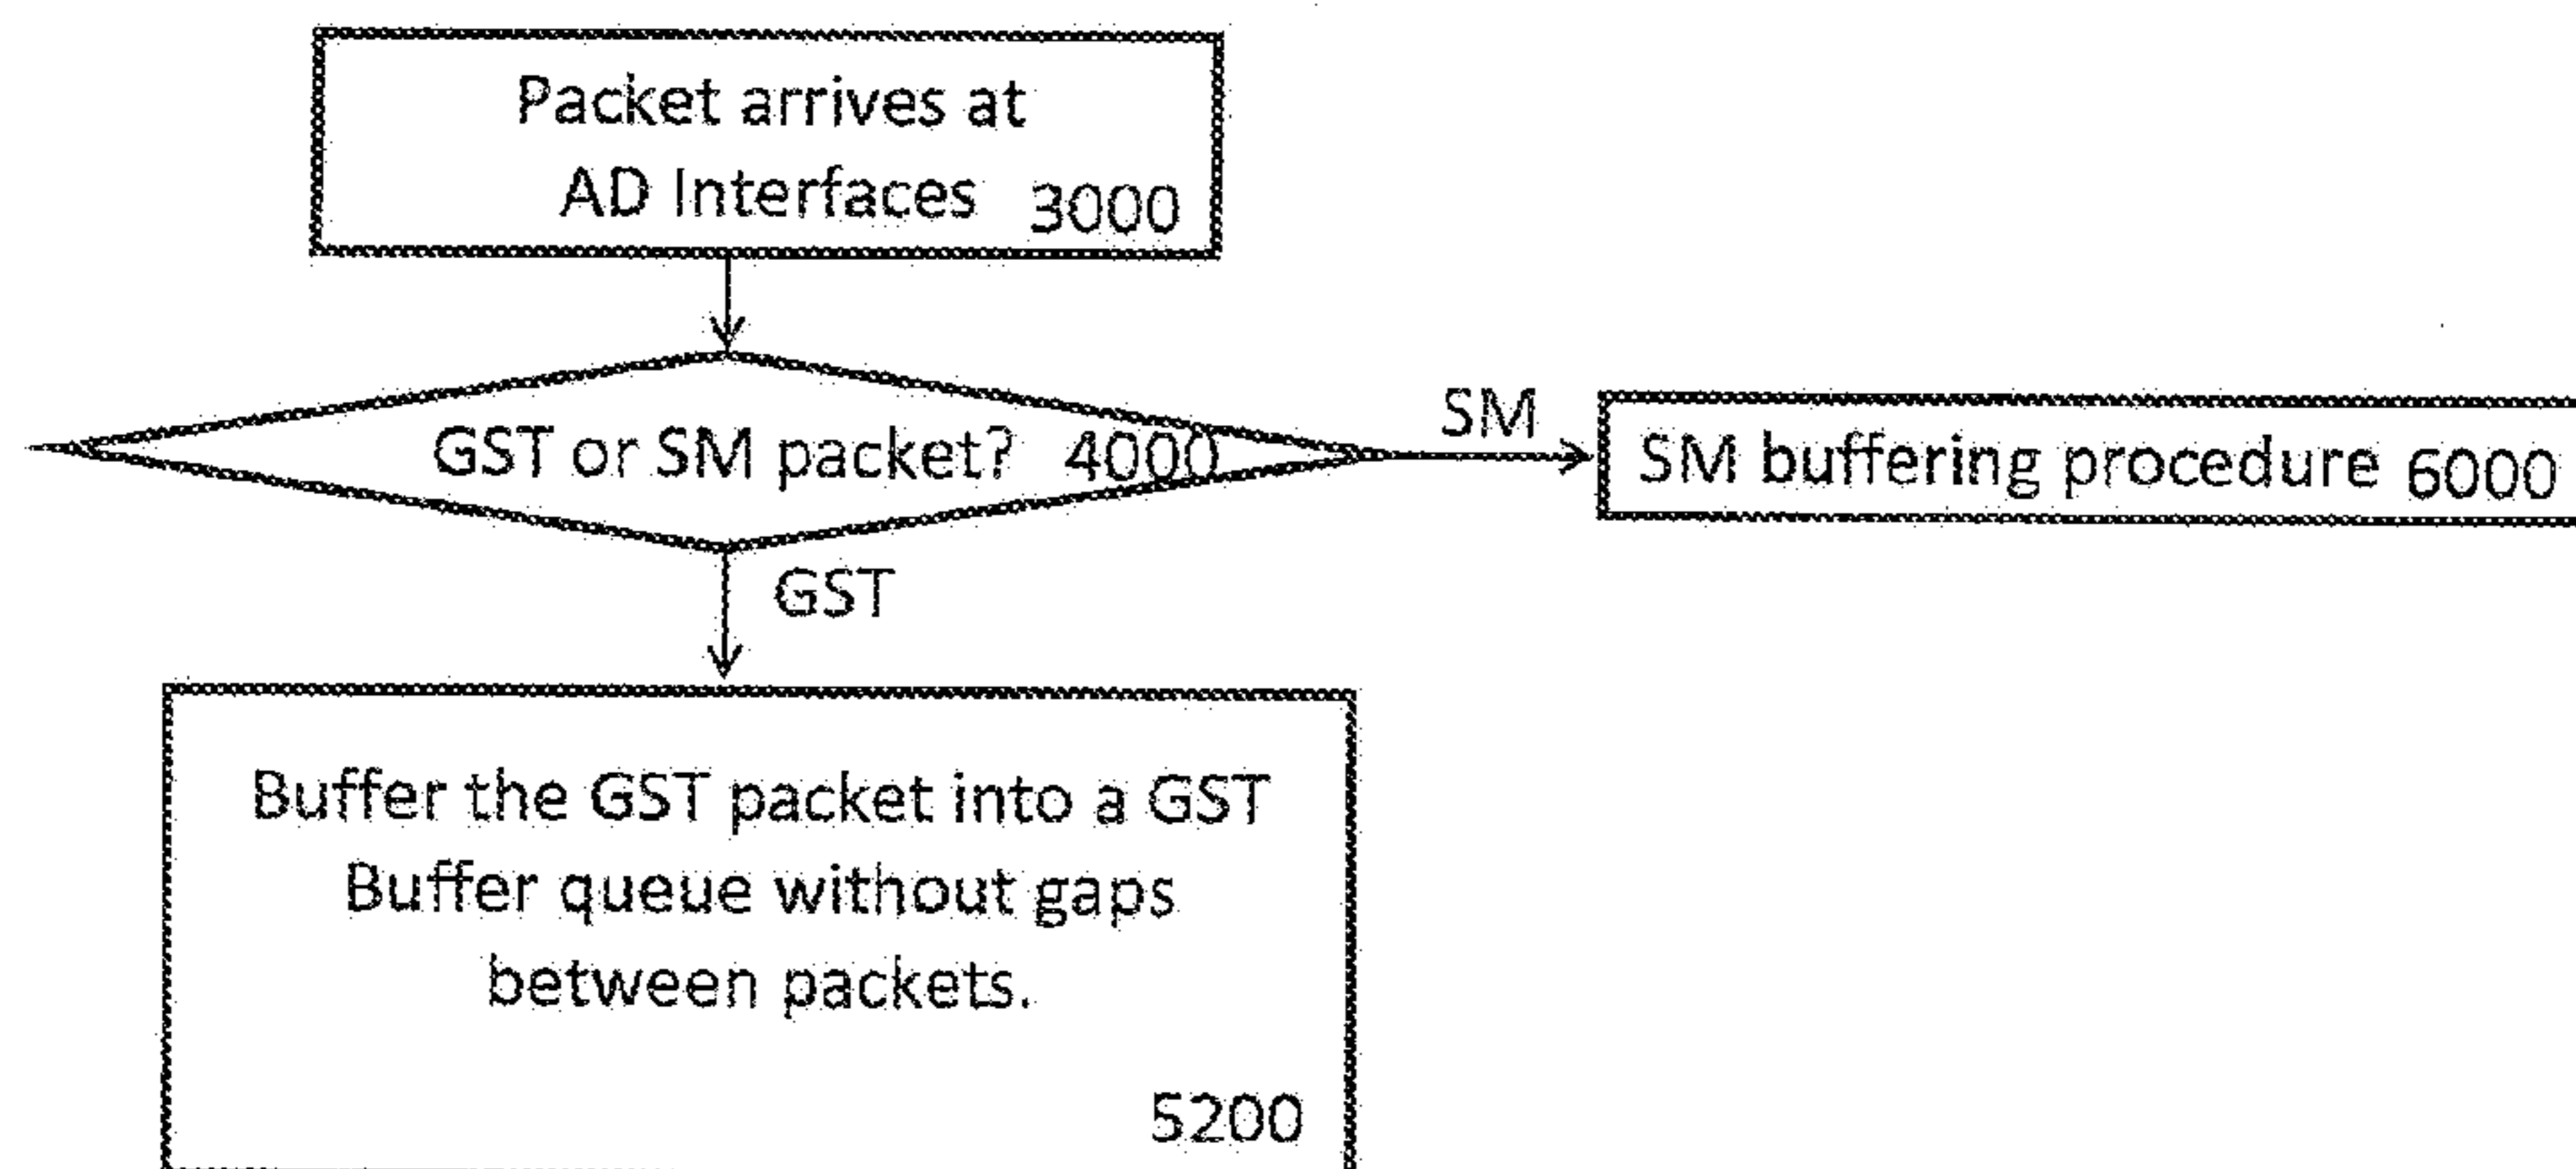 Packet arrives at
AD Interfaces 3000
GST or SM packet? 4000
SM
SM buffering procedure 6000
GST
Buffer the GST packet into a GST
Buffer queue without gaps
between packets.
5200